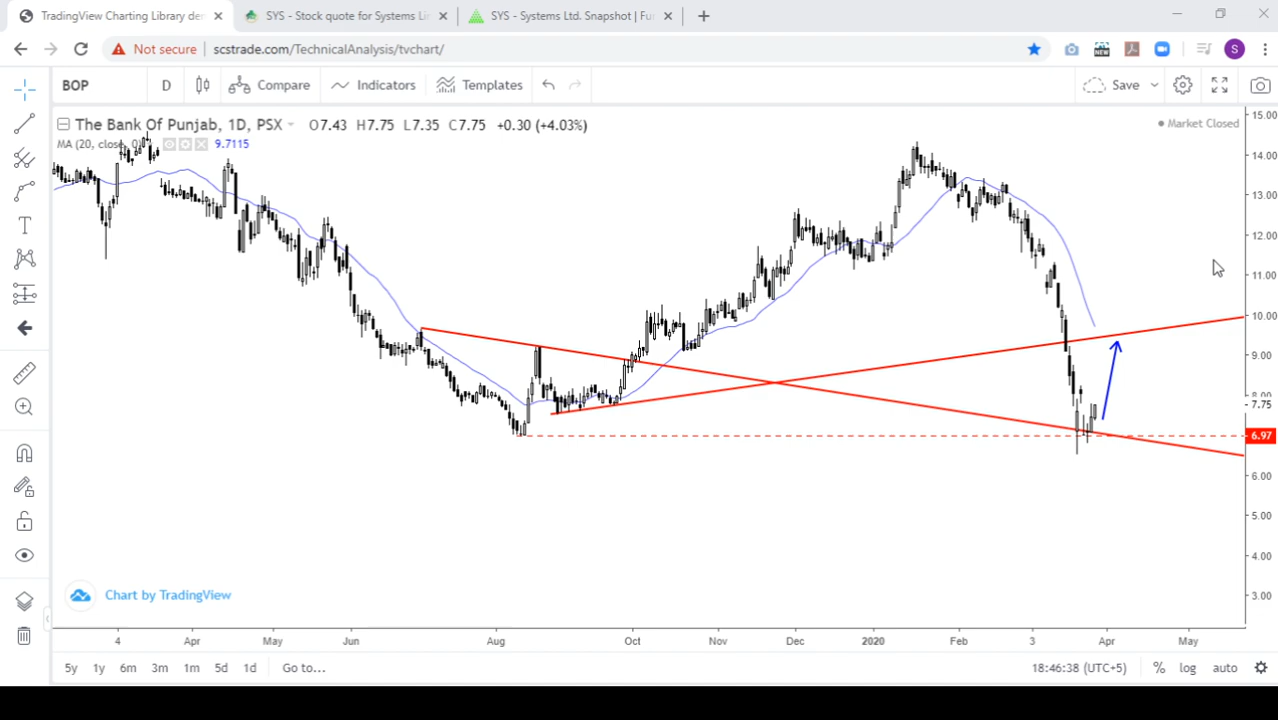 TradingView Charting Library der
SYS - Stock quote for Systems Lin
SYS - Systems Ltd. Snapshot | Fu
Not secure
scstrade.com/TechnicalAnalysis/tvchart/
NEW
S
BOP
D
Compare
Indicators
Templates
Save
The Bank Of Punjab, 1D, PSX
O7.43 H7.75 L7.35 C7.75 +0.30 (+4.03%)
Market Closed
MA (20, close, 0)
9.7115
15.00
14.00
13.00
12.00
11.00
10.00
9.00
8.00
7.75
6.97
6.00
5.00
4.00
3.00
Chart by TradingView
4 Apr May Jun Aug Oct Nov Dec 2020 Feb 3 Apr May
5y 1y 6m 3m 1m 5d 1d Go to...
18:46:38 (UTC+5) % log auto